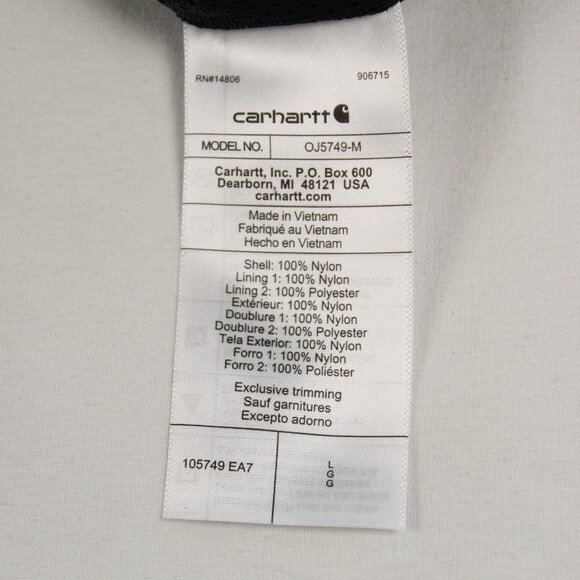 RN#14806 906715
carhartt
MODEL NO. OJ5749-M
Carhartt, Inc. P.O. Box 600
Dearborn, MI 48121 USA
carhartt.com
Made in Vietnam
Fabriqué au Vietnam
Hecho en Vietnam
Shell: 100% Nylon
Lining 1: 100% Nylon
Lining 2: 100% Polyester
Extérieur: 100% Nylon
Doublure 1: 100% Nylon
Doublure 2: 100% Polyester
Tela Exterior: 100% Nylon
Forro 1: 100% Nylon
Forro 2: 100% Poliéster
Exclusive trimming
Sauf garnitures
Excepto adorno
105749 EA7
L
G
G